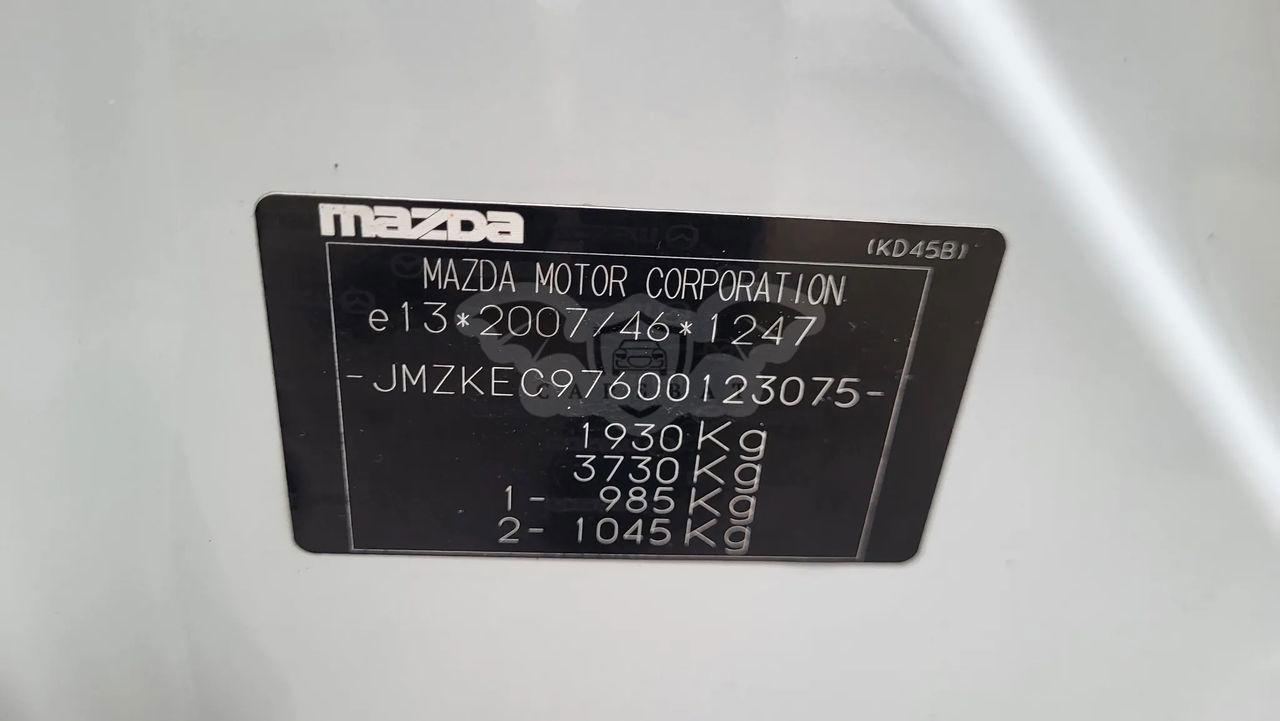 mazda
(KD45B)
MAZDA MOTOR CORPORATION
e13*2007/46*1247
-JMZKEC97600123075-
1930Kg
3730Kg
1- 985Kg
2- 1045Kg